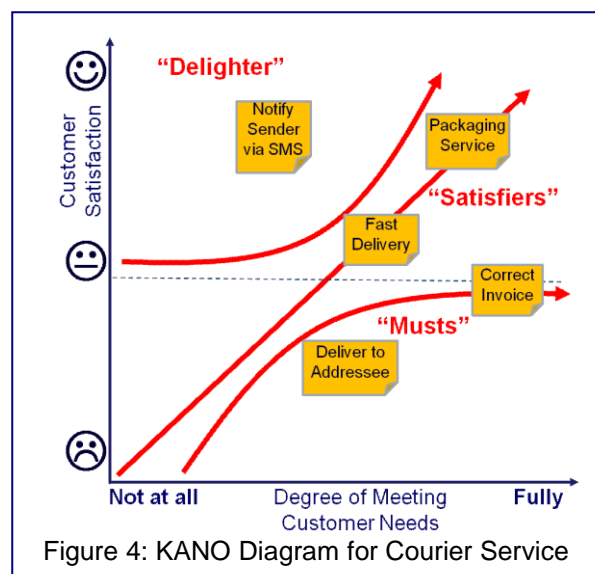 Customer
Satisfaction
“Delighter”
Notify
Sender
via SMS
Packaging
Service
“Satisfiers”
Fast
Delivery
Correct
Invoice
“Musts”
Deliver to
Addressee
Not at all
Degree of Meeting
Customer Needs
Fully
Figure 4: KANO Diagram for Courier Service